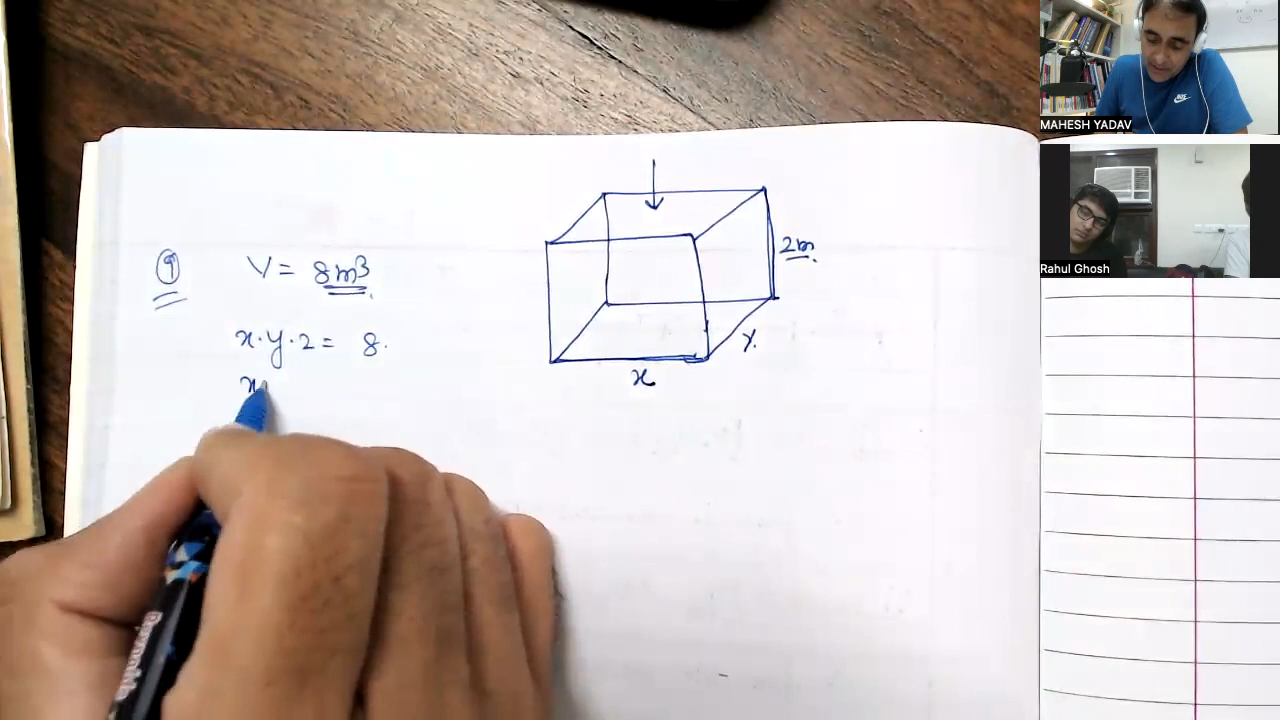 9
V = 8m³.
x·y·2 = 8.
x
2m.
y.
x
MAHESH YADAV
Rahul Ghosh